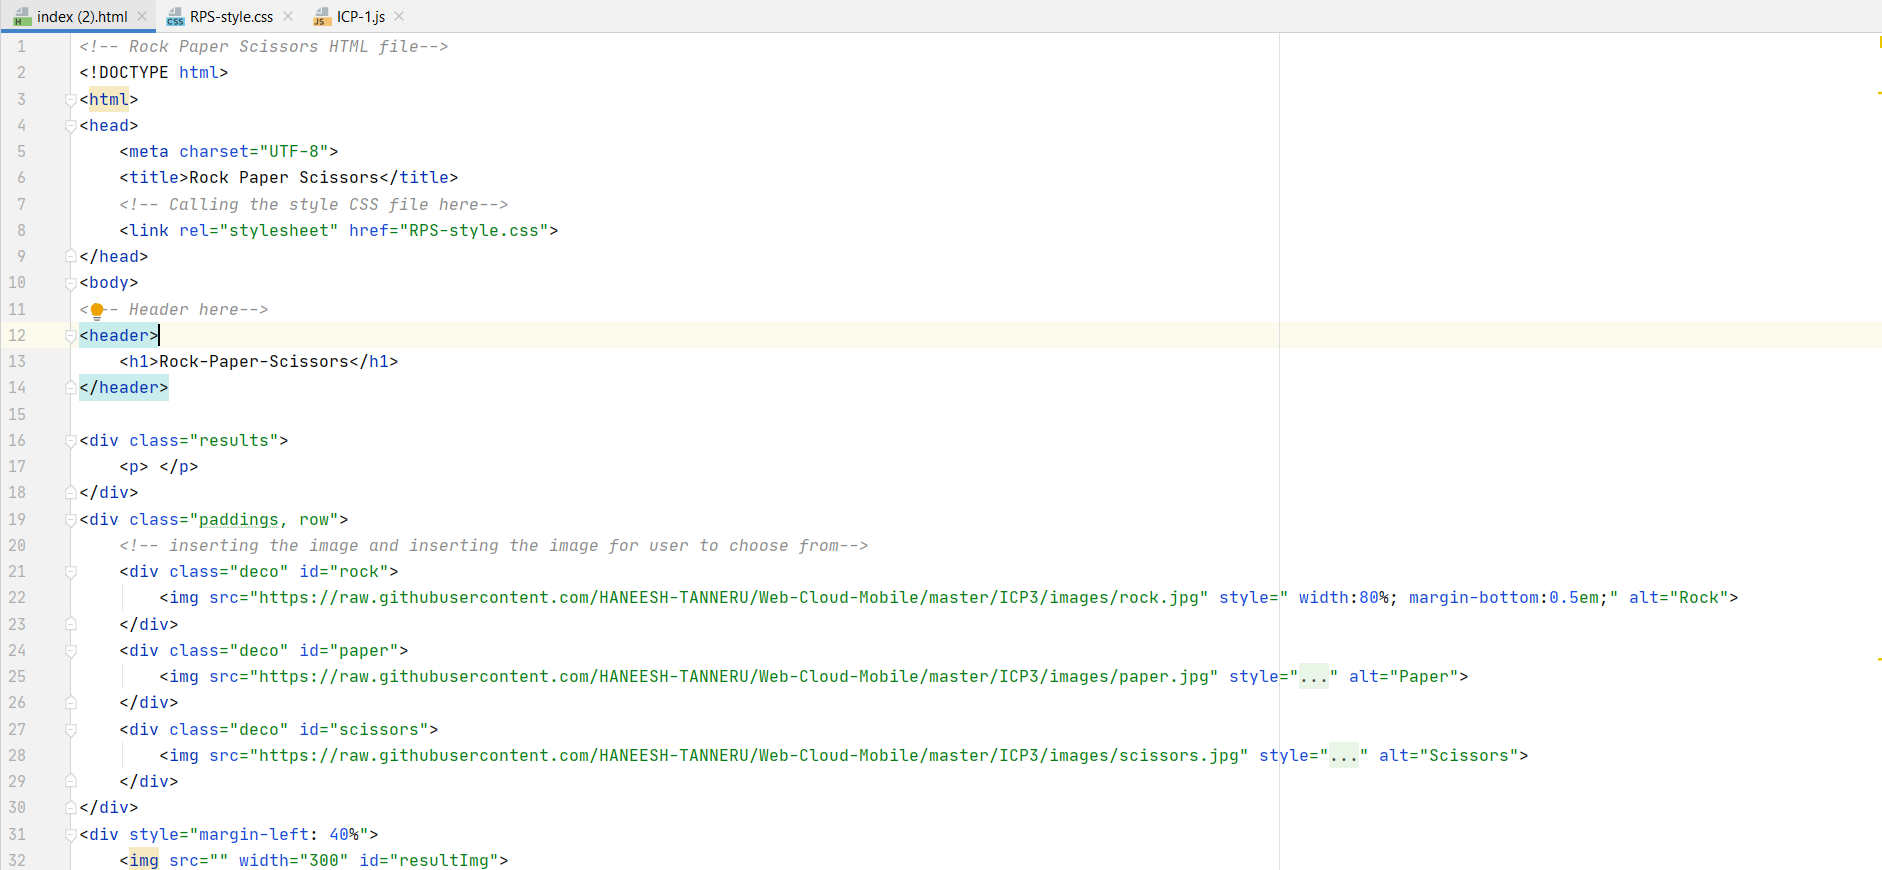 index (2).html
RPS-style.css
ICP-1.js
1 <!-- Rock Paper Scissors HTML file-->
2 <!DOCTYPE html>
3 <html>
4 <head>
5     <meta charset="UTF-8">
6     <title>Rock Paper Scissors</title>
7     <!-- Calling the style CSS file here-->
8     <link rel="stylesheet" href="RPS-style.css">
9 </head>
10 <body>
11 <-- Header here-->
12 <header>
13     <h1>Rock-Paper-Scissors</h1>
14 </header>
15
16 <div class="results">
17     <p> </p>
18 </div>
19 <div class="paddings, row">
20     <!-- inserting the image and inserting the image for user to choose from-->
21     <div class="deco" id="rock">
22         <img src="https://raw.githubusercontent.com/HANEESH-TANNERU/Web-Cloud-Mobile/master/ICP3/images/rock.jpg" style=" width:80%; margin-bottom:0.5em;" alt="Rock">
23     </div>
24     <div class="deco" id="paper">
25         <img src="https://raw.githubusercontent.com/HANEESH-TANNERU/Web-Cloud-Mobile/master/ICP3/images/paper.jpg" style="..." alt="Paper">
26     </div>
27     <div class="deco" id="scissors">
28         <img src="https://raw.githubusercontent.com/HANEESH-TANNERU/Web-Cloud-Mobile/master/ICP3/images/scissors.jpg" style="..." alt="Scissors">
29     </div>
30 </div>
31 <div style="margin-left: 40%">
32     <img src="" width="300" id="resultImg">